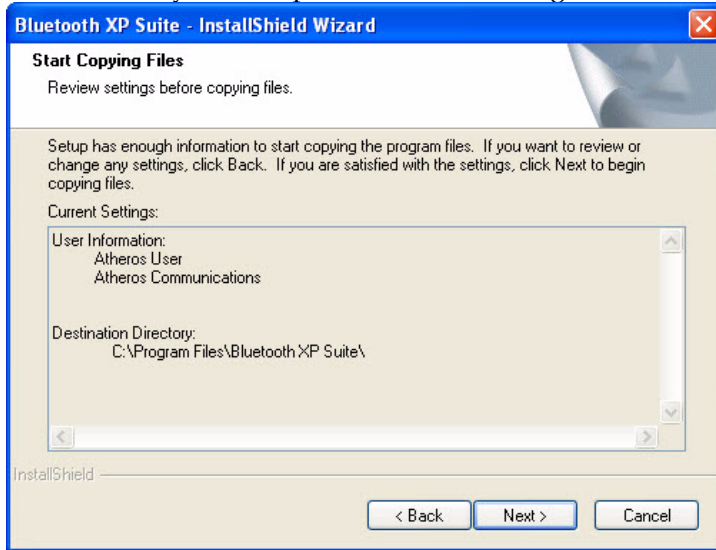 Bluetooth XP Suite - InstallShield Wizard
Start Copying Files
Review settings before copying files.
Setup has enough information to start copying the program files. If you want to review or
change any settings, click Back. If you are satisfied with the settings, click Next to begin
copying files.
Current Settings:
User Information:
Atheros User
Atheros Communications
Destination Directory:
C:\Program Files\Bluetooth XP Suite\
InstallShield
< Back
Next >
Cancel